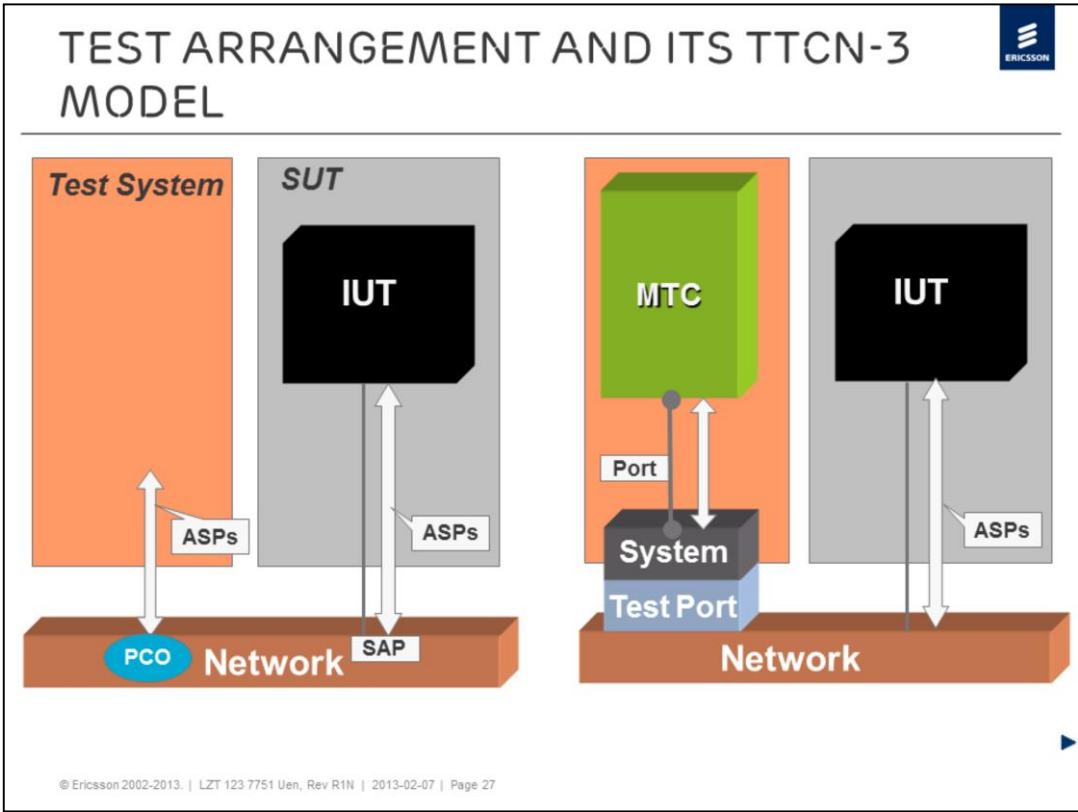 TEST ARRANGEMENT AND ITS TTCN-3
MODEL
ERICSSON
Test System
SUT
IUT
ASPs
ASPs
PCO
Network
SAP
MTC
IUT
Port
ASPs
System
Test Port
Network
© Ericsson 2002-2013. | LZT 123 7751 Uen, Rev R1N | 2013-02-07 | Page 27